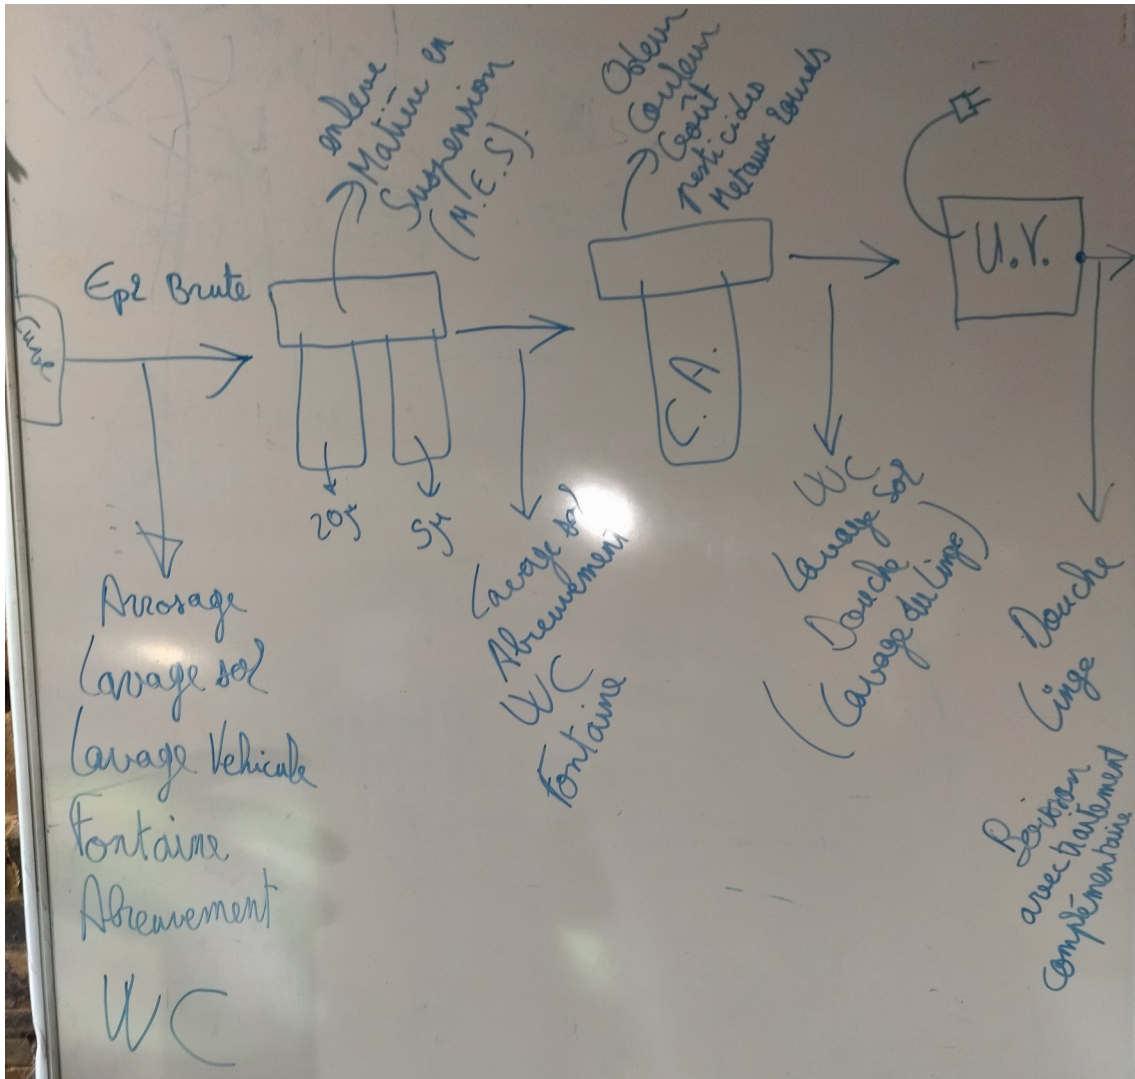 Cuve
Epl Brute
enlève
Matière en
Suspension
(M.E.S).
20µ
5µ
Arrosage
Lavage sol
Lavage Vehicule
Fontaine
Abreuvement
WC
Lavage sol
Abreuvement
WC
Fontaine
Odeur
Couleur
Goût
pesticides
Métaux lourds
C.A.
WC
Lavage sol
Douche
(Lavage du linge)
U.V.
Douche
Linge
Boisson
avec traitement
complémentaire